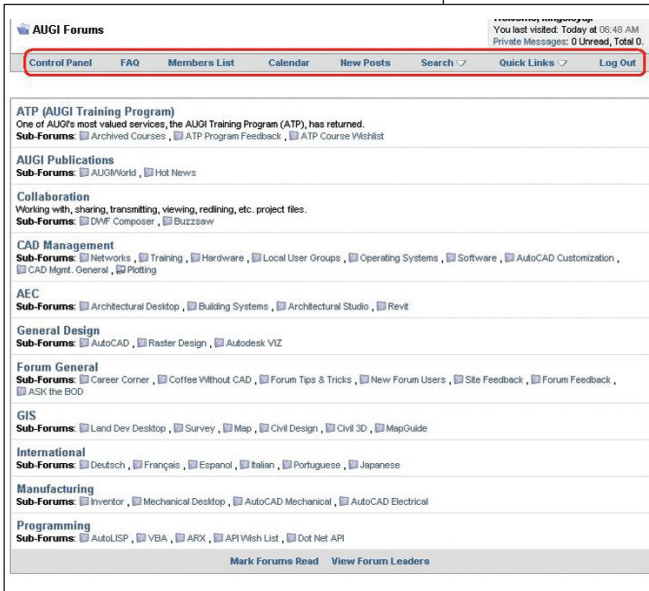 AUGI Forums
You last visited: Today at 06:48 AM
Private Messages: 0 Unread, Total 0.
Control Panel FAQ Members List Calendar New Posts Search Quick Links Log Out
ATP (AUGI Training Program)
One of AUGI's most valued services, the AUGI Training Program (ATP), has returned.
Sub-Forums: Archived Courses , ATP Program Feedback , ATP Course Wishlist
AUGI Publications
Sub-Forums: AUGIWorld , Hot News
Collaboration
Working with, sharing, transmitting, viewing, redlining, etc. project files.
Sub-Forums: DWF Composer , Buzzsaw
CAD Management
Sub-Forums: Networks , Training , Hardware , Local User Groups , Operating Systems , Software , AutoCAD Customization ,
CAD Mgmt. General , Plotting
AEC
Sub-Forums: Architectural Desktop , Building Systems , Architectural Studio , Revit
General Design
Sub-Forums: AutoCAD , Raster Design , Autodesk VIZ
Forum General
Sub-Forums: Career Corner , Coffee Without CAD , Forum Tips & Tricks , New Forum Users , Site Feedback , Forum Feedback ,
ASK the BOD
GIS
Sub-Forums: Land Dev Desktop , Survey , Map , Civil Design , Civil 3D , MapGuide
International
Sub-Forums: Deutsch , Français , Espanol , Italian , Portuguese , Japanese
Manufacturing
Sub-Forums: Inventor , Mechanical Desktop , AutoCAD Mechanical , AutoCAD Electrical
Programming
Sub-Forums: AutoLISP , VBA , ARX , API Wish List , Dot Net API
Mark Forums Read View Forum Leaders